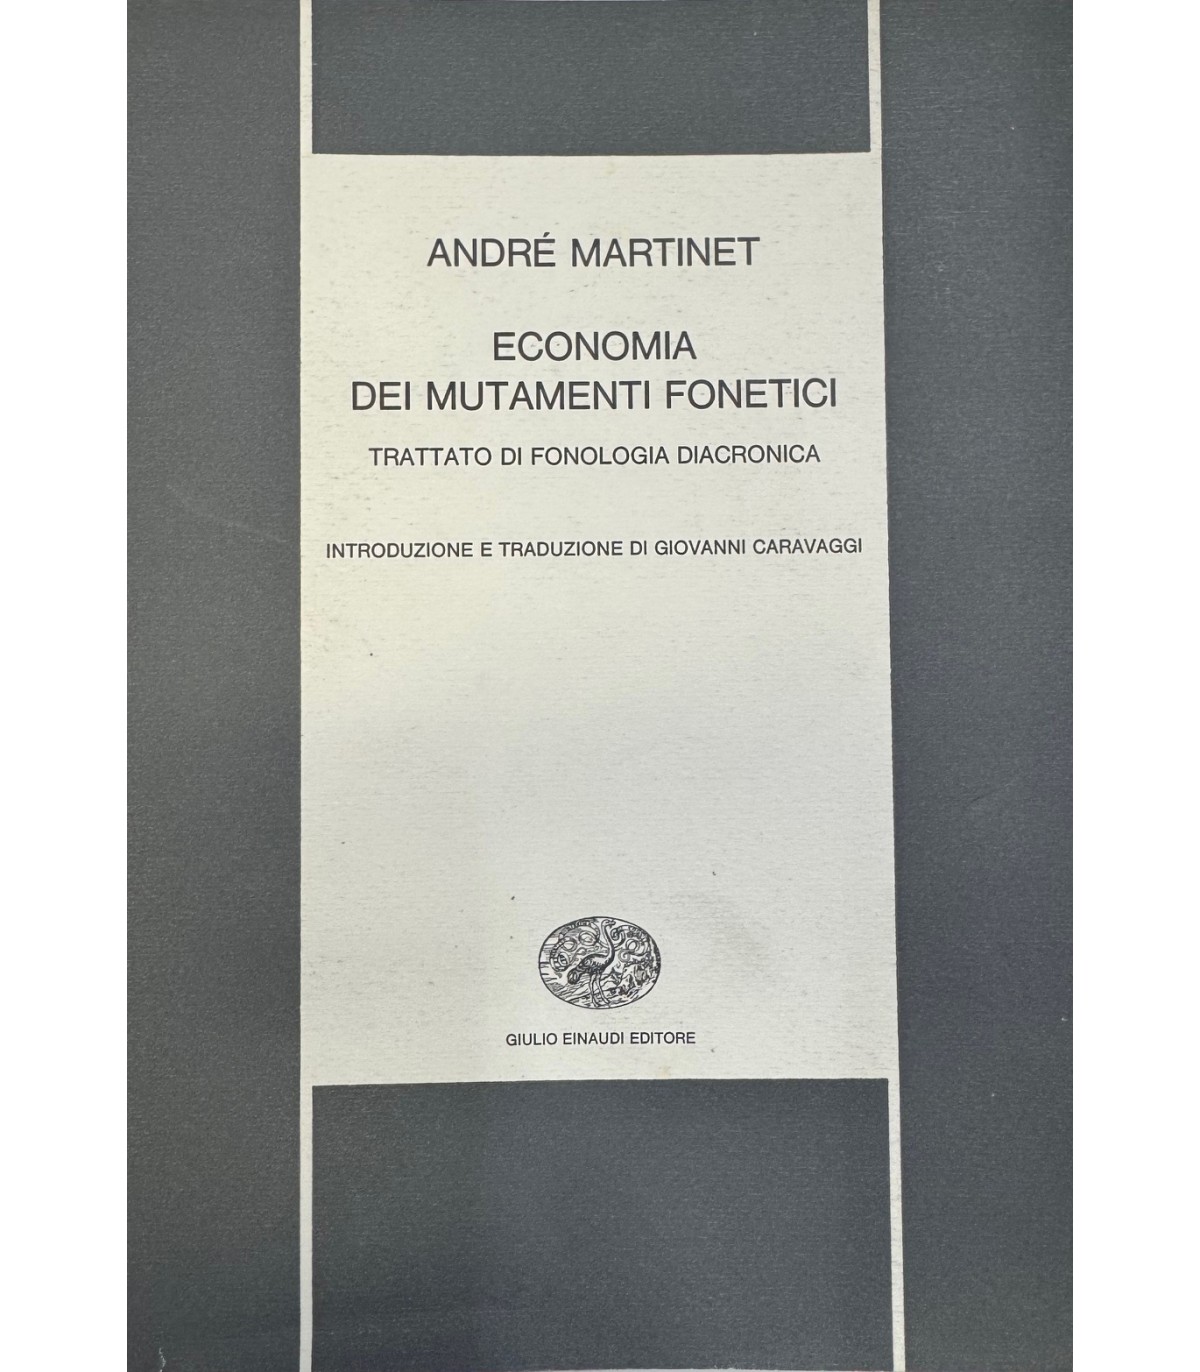 ANDRÉ MARTINET
ECONOMIA
DEI MUTAMENTI FONETICI
TRATTATO DI FONOLOGIA DIACRONICA
INTRODUZIONE E TRADUZIONE DI GIOVANNI CARAVAGGI
GIULIO EINAUDI EDITORE